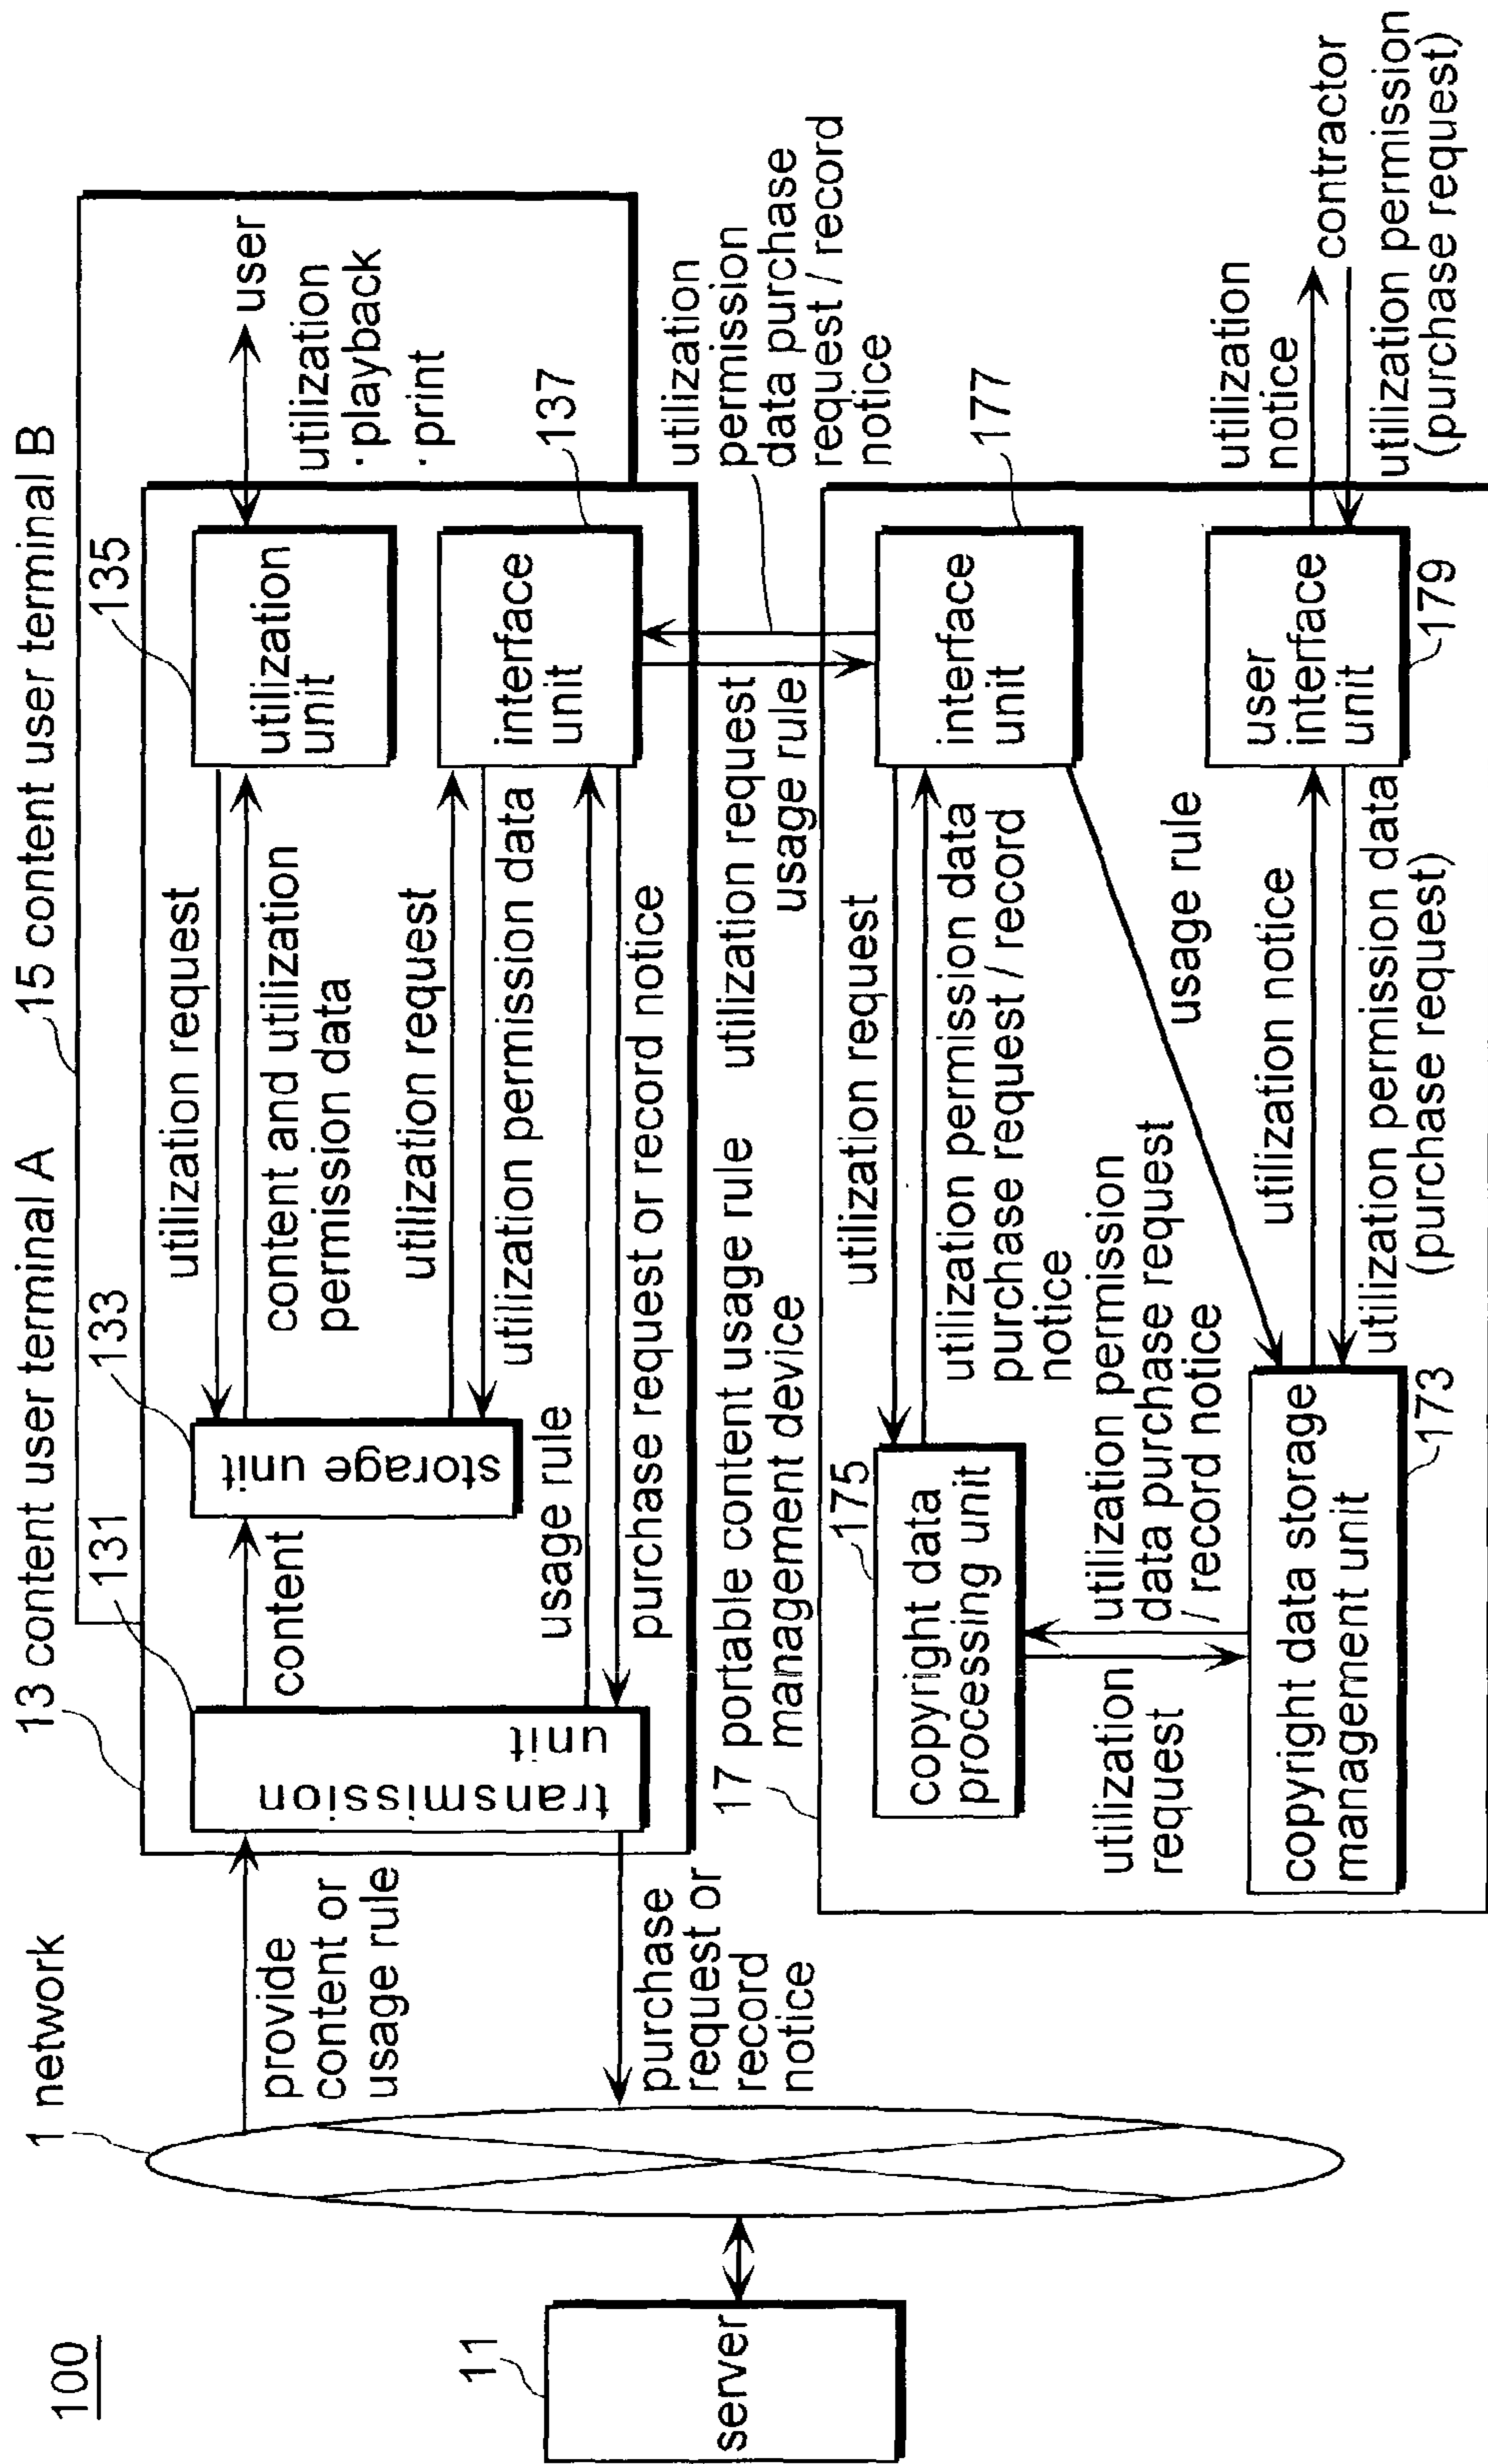 100
11
server
1 network
provide
content or
usage rule
purchase
request or
record
notice
13 content user terminal A
15 content user terminal B
131
transmission
unit
content
133
storage unit
utilization request
content and utilization
permission data
135
utilization
unit
user
utilization
·playback
·print
utilization request
utilization permission data
usage rule
purchase request or record notice
interface
unit
137
utilization
permission
data purchase
request / record
notice
utilization request
usage rule
17 portable content usage rule
management device
175
copyright data
processing unit
utilization request
utilization permission data
purchase request / record
notice
interface
unit
177
usage rule
utilization
request
utilization permission
data purchase request
/ record notice
copyright data storage
management unit
173
utilization notice
utilization permission data
(purchase request)
user
interface
unit
179
utilization
notice
contractor
utilization permission
(purchase request)